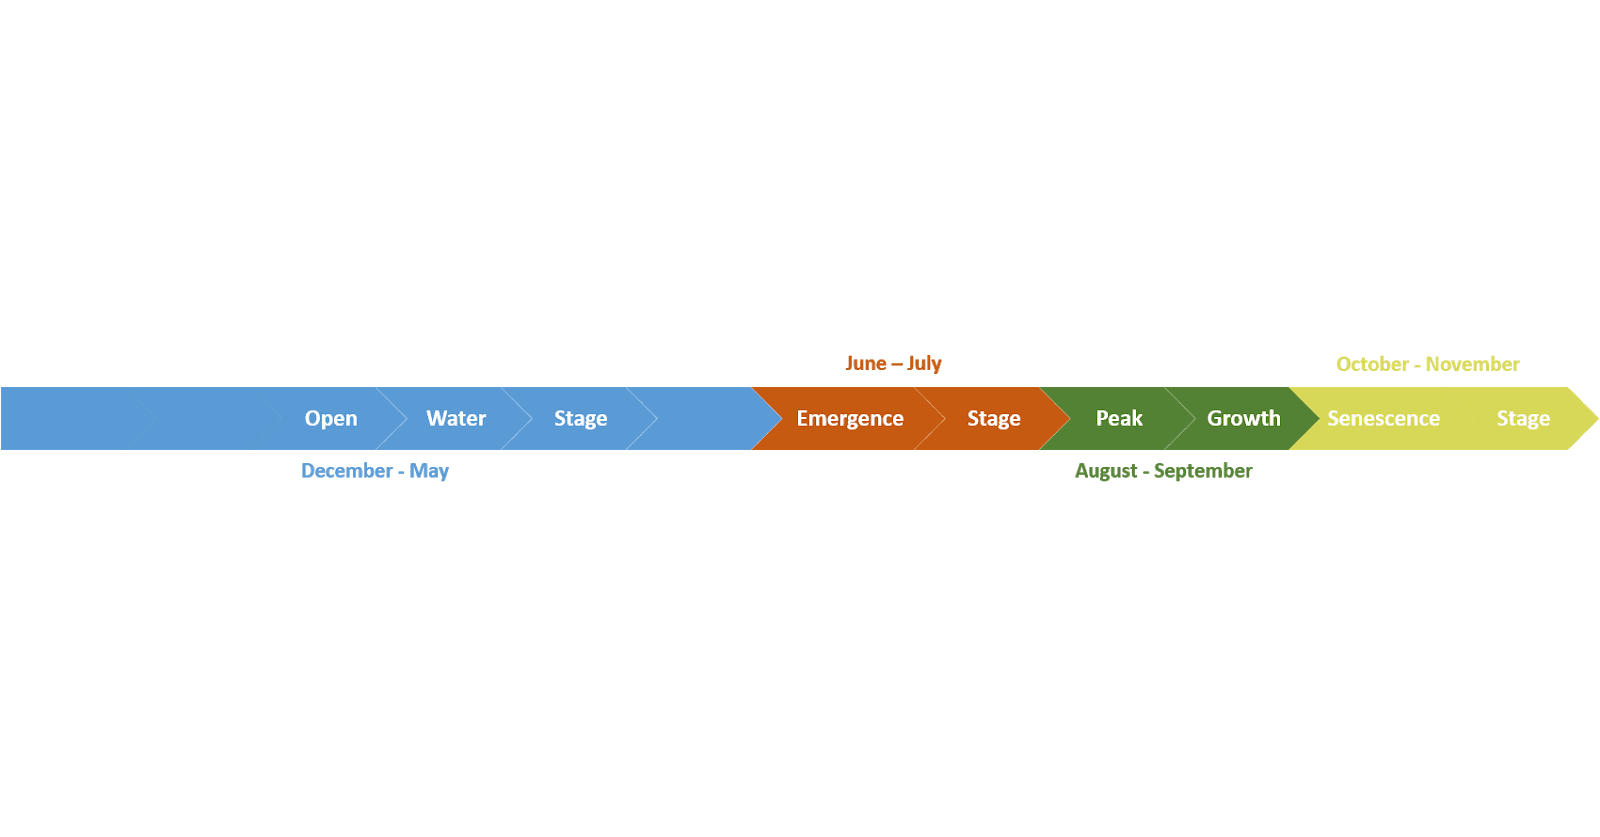 June – July
October - November
Open Water Stage Emergence Stage Peak Growth Senescence Stage
December - May
August - September